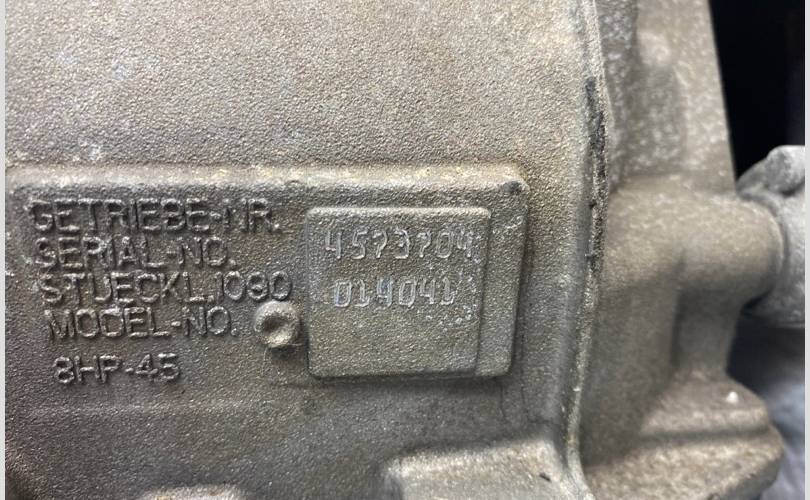 GETRIEBE-NR.
SERIAL-NO.
STUECKL.1090
MODEL-NO.
8HP-45
4573704
014041